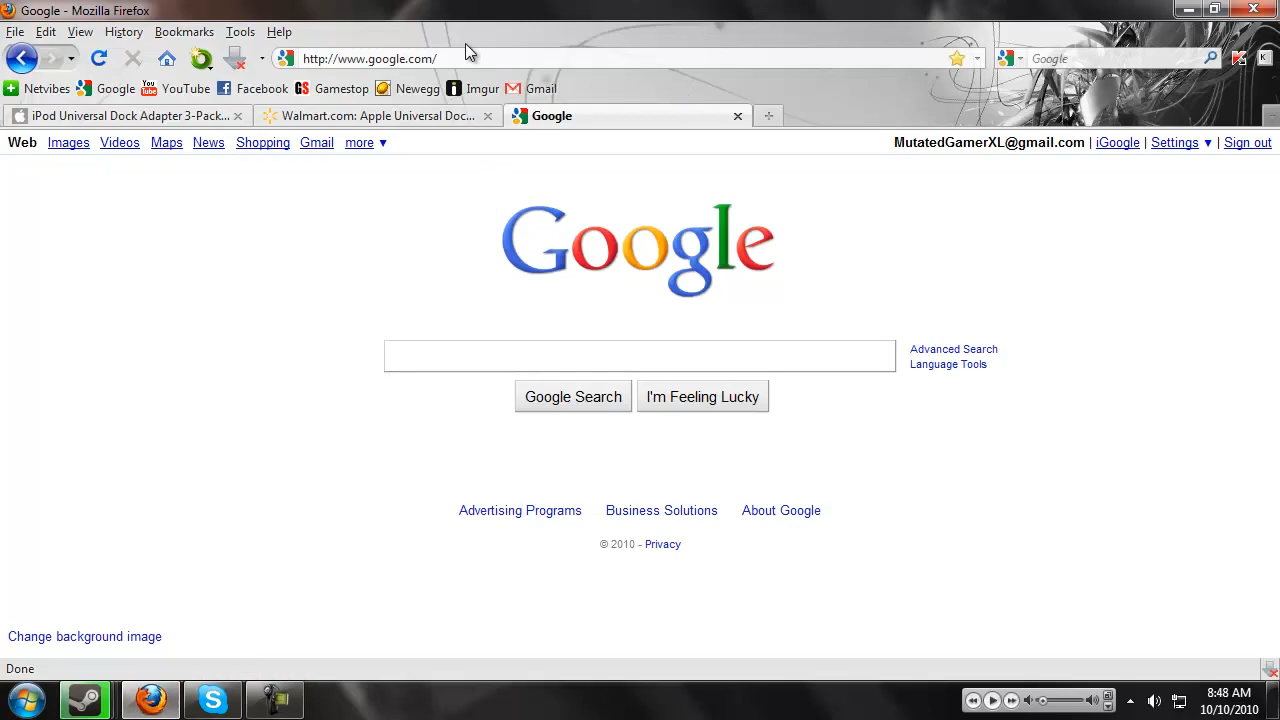 Google - Mozilla Firefox
File Edit View History Bookmarks Tools Help
http://www.google.com/ Google
Netvibes Google YouTube Facebook GS Gamestop Newegg i Imgur Gmail
iPod Universal Dock Adapter 3-Pack... Walmart.com: Apple Universal Doc... Google
Web Images Videos Maps News Shopping Gmail more ▼ MutatedGamerXL@gmail.com | iGoogle | Settings ▼ | Sign out
Google
Advanced Search
Language Tools
Google Search I'm Feeling Lucky
Advertising Programs Business Solutions About Google
© 2010 - Privacy
Change background image
Done
8:48 AM
10/10/2010